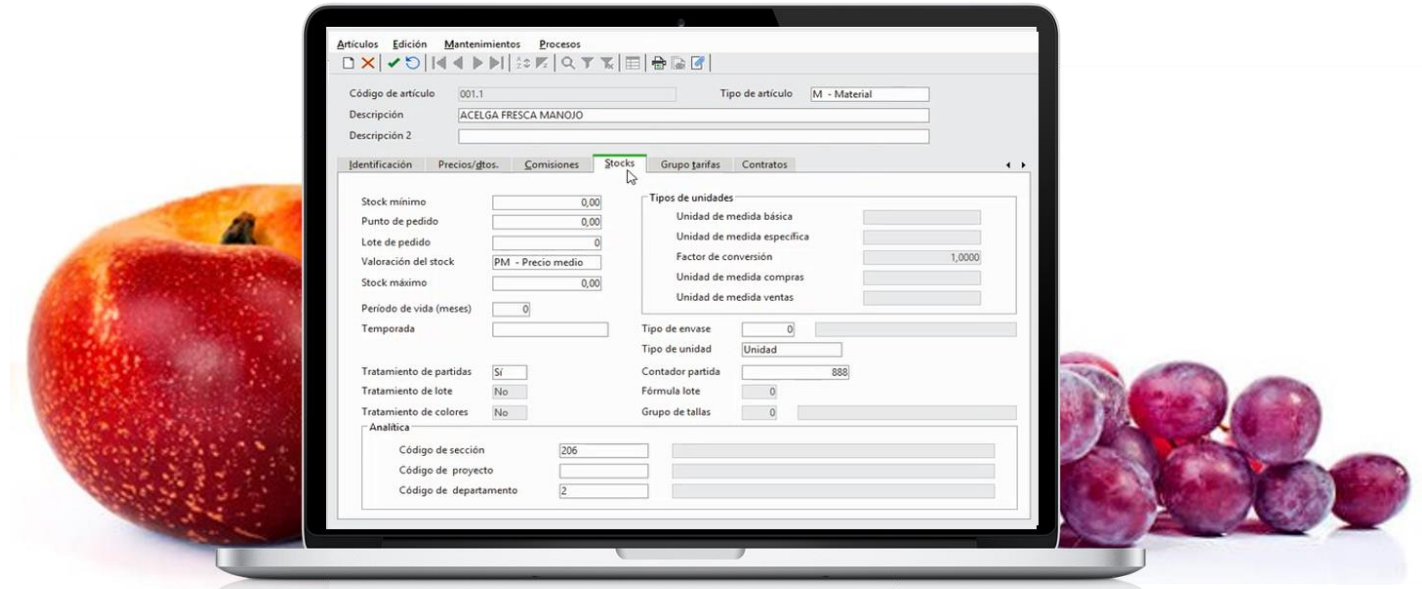 Artículos Edición Mantenimientos Procesos
Código de artículo 001.1 Tipo de artículo M - Material
Descripción ACELGA FRESCA MANOJO
Descripción 2
Identificación Precios/dtos. Comisiones Stocks Grupo tarifas Contratos
Stock mínimo 0,00 Tipos de unidades
Punto de pedido 0,00 Unidad de medida básica
Lote de pedido 0 Unidad de medida específica
Valoración del stock PM - Precio medio Factor de conversión 1,0000
Stock máximo 0,00 Unidad de medida compras
Unidad de medida ventas
Período de vida (meses) 0
Temporada Tipo de envase 0
Tipo de unidad Unidad
Tratamiento de partidas Sí Contador partida 888
Tratamiento de lote No Fórmula lote 0
Tratamiento de colores No Grupo de tallas 0
Analítica
Código de sección 206
Código de proyecto
Código de departamento 2